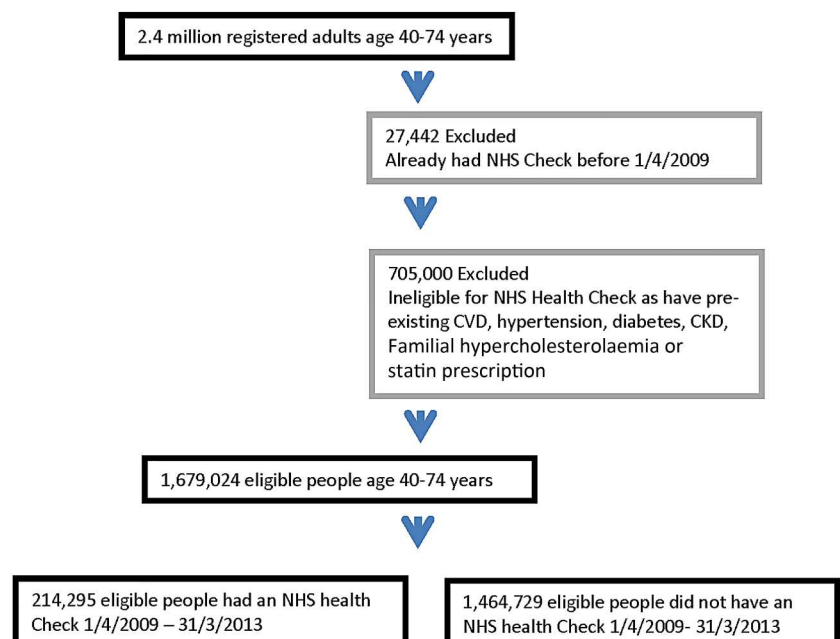 2.4 million registered adults age 40-74 years
27,442 Excluded
Already had NHS Check before 1/4/2009
705,000 Excluded
Ineligible for NHS Health Check as have pre-
existing CVD, hypertension, diabetes, CKD,
Familial hypercholesterolaemia or
statin prescription
1,679,024 eligible people age 40-74 years
214,295 eligible people had an NHS health
Check 1/4/2009 – 31/3/2013
1,464,729 eligible people did not have an
NHS health Check 1/4/2009- 31/3/2013